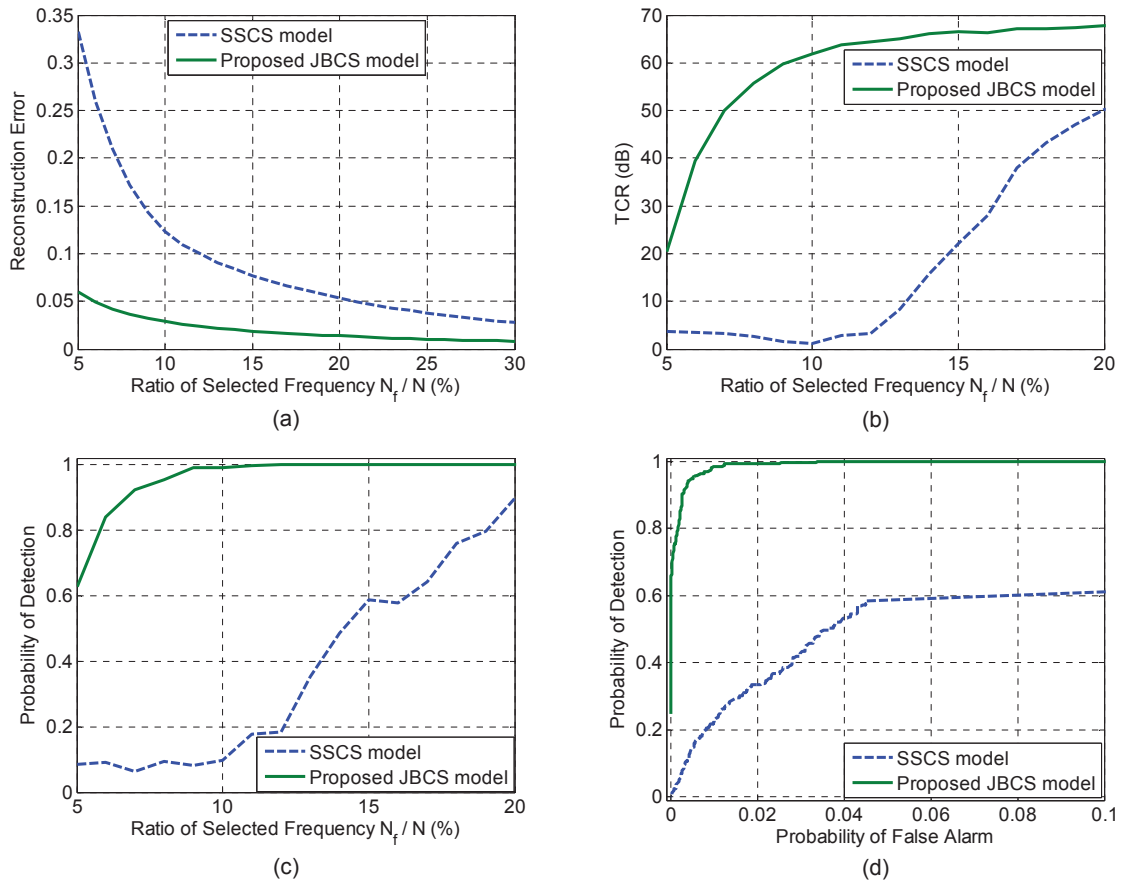 0.35
0.3
0.25
0.2
0.15
0.1
0.05
0
Reconstruction Error
SSCS model
Proposed JBCS model
5 10 15 20 25 30
Ratio of Selected Frequency N_f / N (%)
(a)
70
60
50
40
30
20
10
0
TCR (dB)
SSCS model
Proposed JBCS model
5 10 15 20
Ratio of Selected Frequency N_f / N (%)
(b)
1
0.8
0.6
0.4
0.2
0
Probability of Detection
SSCS model
Proposed JBCS model
5 10 15 20
Ratio of Selected Frequency N_f / N (%)
(c)
1
0.8
0.6
0.4
0.2
0
Probability of Detection
SSCS model
Proposed JBCS model
0 0.02 0.04 0.06 0.08 0.1
Probability of False Alarm
(d)